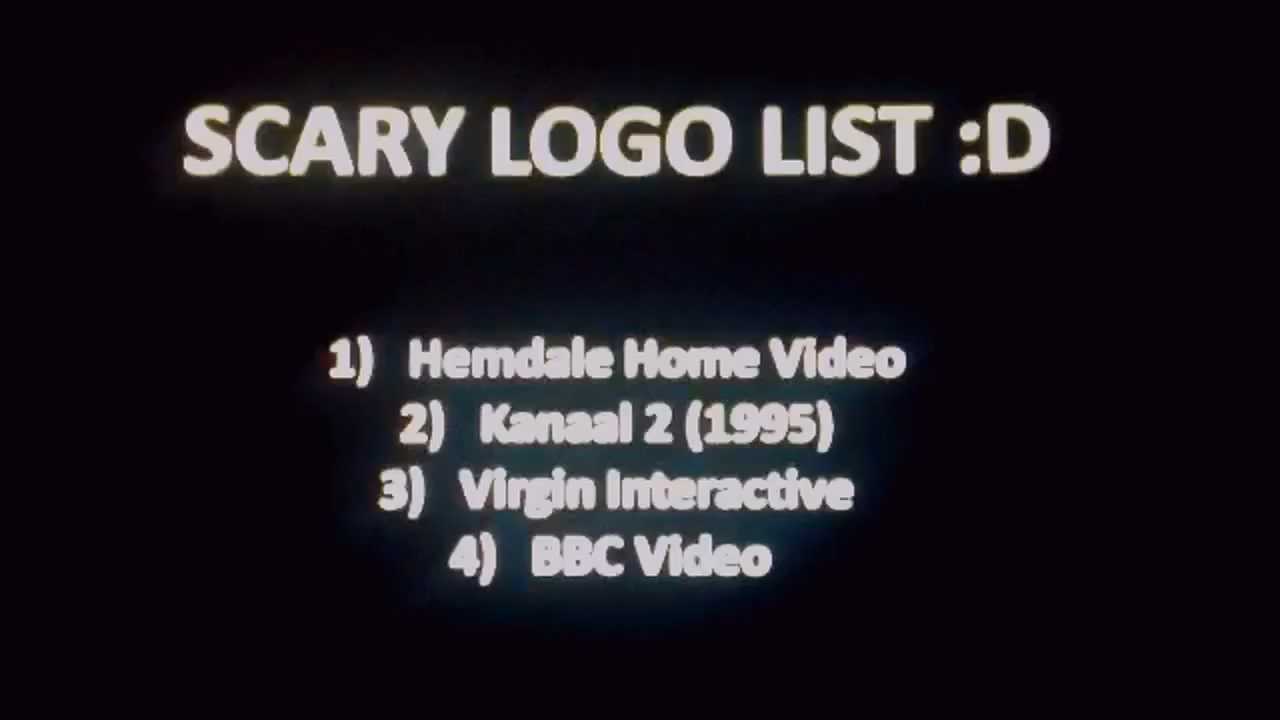 SCARY LOGO LIST :D
1) Hemdale Home Video
2) Kanaal 2 (1995)
3) Virgin Interactive
4) BBC Video